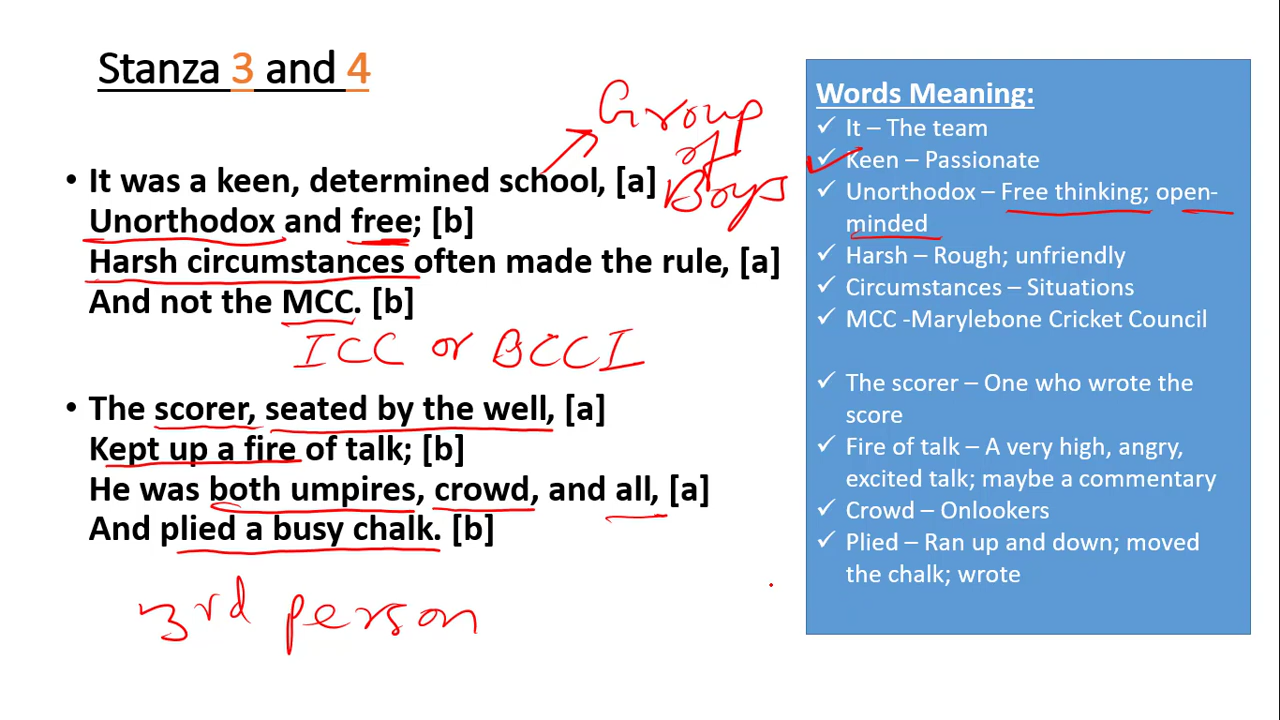 Stanza 3 and 4
Group
of
Boys
• It was a keen, determined school, [a]
Unorthodox and free; [b]
Harsh circumstances often made the rule, [a]
And not the MCC. [b]
ICC or BCCI
• The scorer, seated by the well, [a]
Kept up a fire of talk; [b]
He was both umpires, crowd, and all, [a]
And plied a busy chalk. [b]
3rd person
Words Meaning:
✓ It – The team
✓ Keen – Passionate
✓ Unorthodox – Free thinking; open-
minded
✓ Harsh – Rough; unfriendly
✓ Circumstances – Situations
✓ MCC -Marylebone Cricket Council
✓ The scorer – One who wrote the
score
✓ Fire of talk – A very high, angry,
excited talk; maybe a commentary
✓ Crowd – Onlookers
✓ Plied – Ran up and down; moved
the chalk; wrote